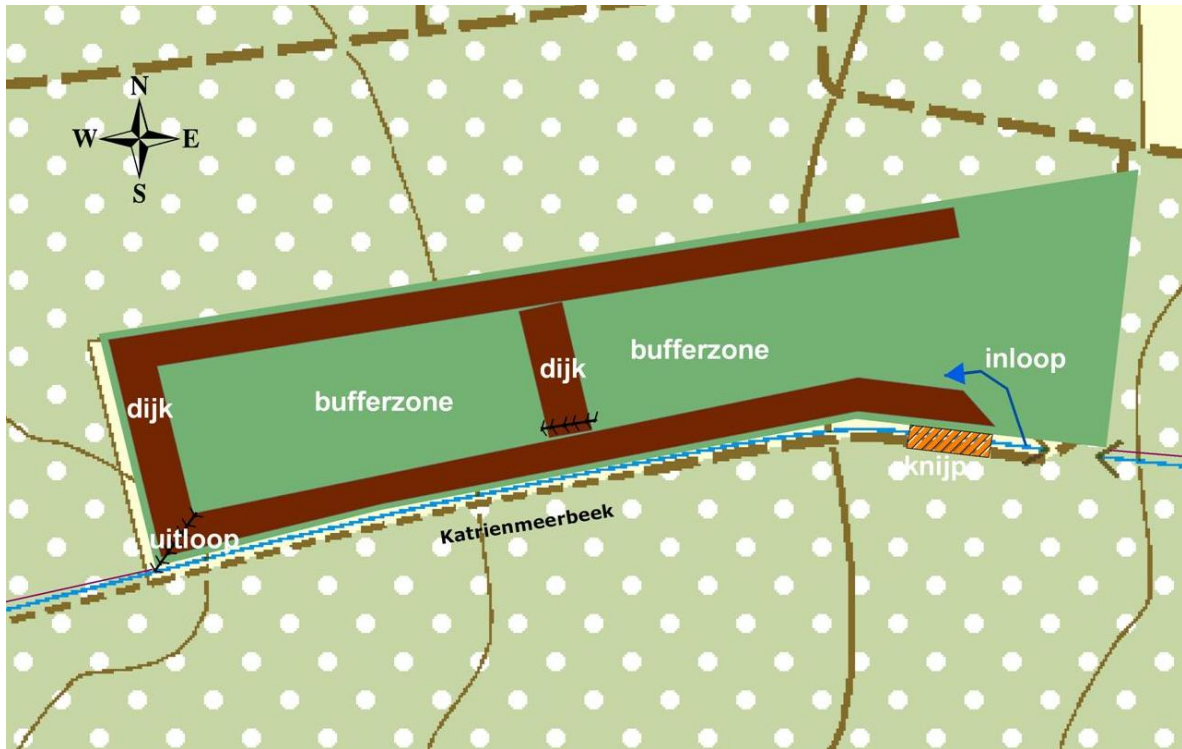 N
W E
S
inloop
bufferzone
dijk
bufferzone
dijk
knijp
Katrienmeerbeek
uitloop